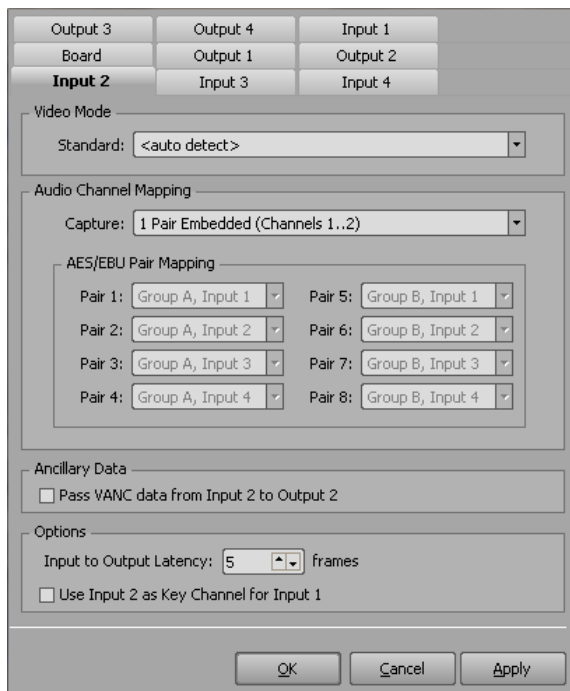 Output 3 Output 4 Input 1
Board Output 1 Output 2
Input 2 Input 3 Input 4
Video Mode
Standard: <auto detect>
Audio Channel Mapping
Capture: 1 Pair Embedded (Channels 1..2)
AES/EBU Pair Mapping
Pair 1: Group A, Input 1 Pair 5: Group B, Input 1
Pair 2: Group A, Input 2 Pair 6: Group B, Input 2
Pair 3: Group A, Input 3 Pair 7: Group B, Input 3
Pair 4: Group A, Input 4 Pair 8: Group B, Input 4
Ancillary Data
Pass VANC data from Input 2 to Output 2
Options
Input to Output Latency: 5 frames
Use Input 2 as Key Channel for Input 1
OK Cancel Apply